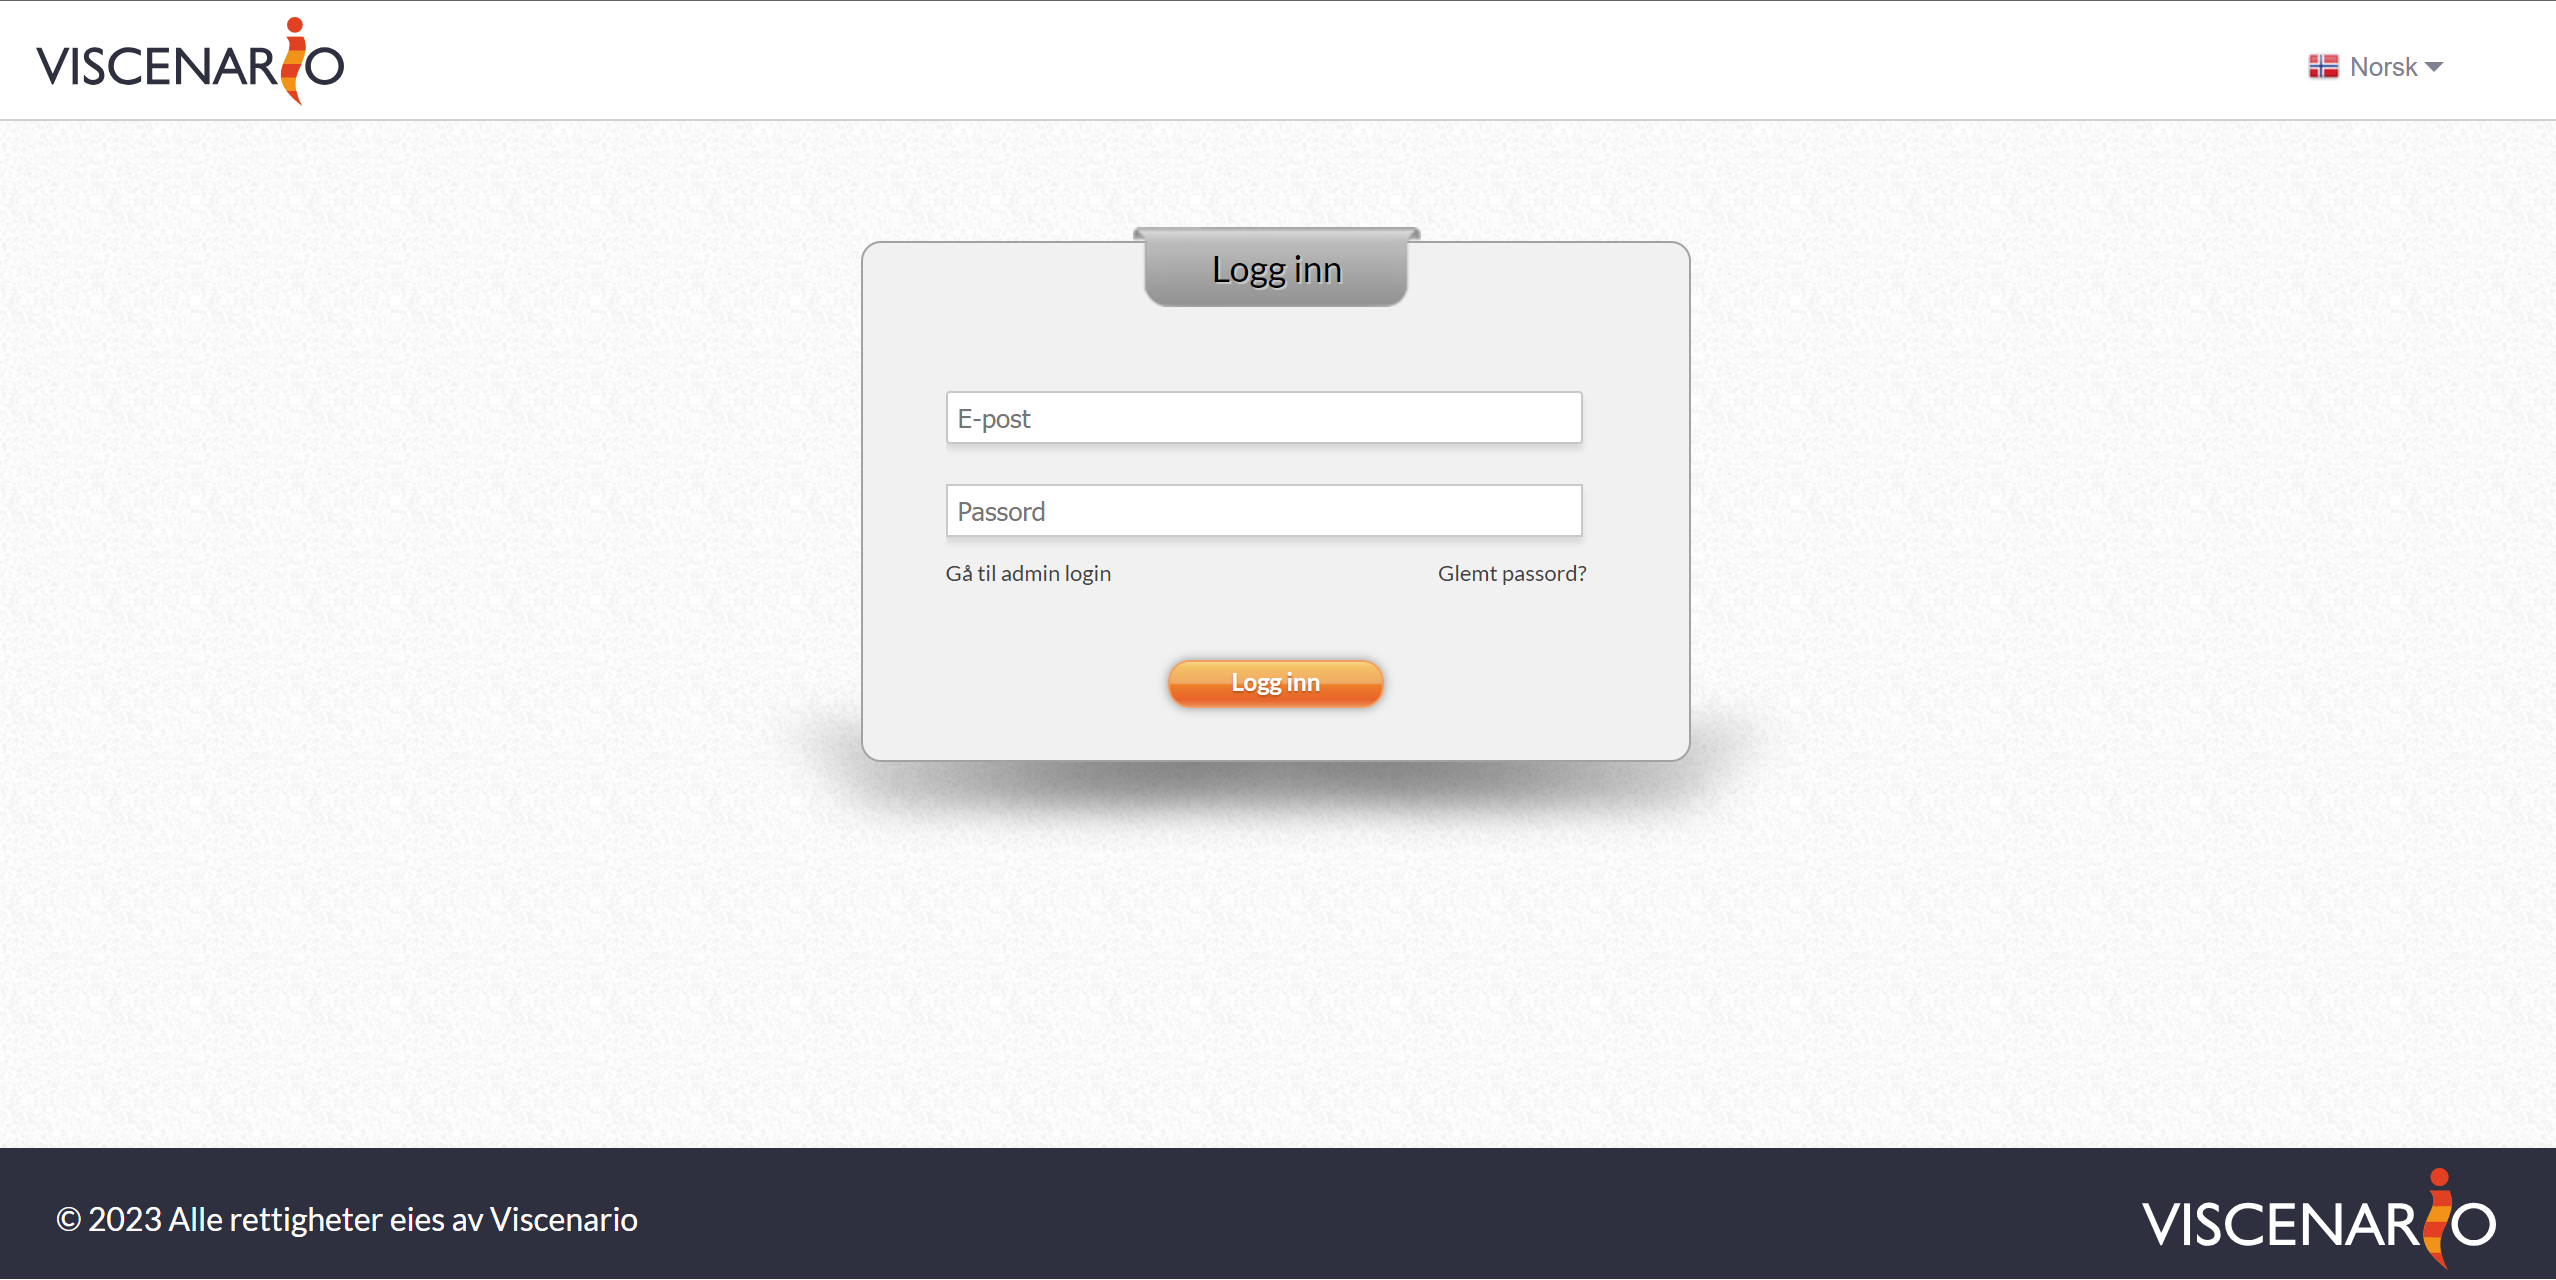 VISCENARIO
Norsk
Logg inn
E-post
Passord
Gå til admin login
Glemt passord?
Logg inn
© 2023 Alle rettigheter eies av Viscenario
VISCENARIO